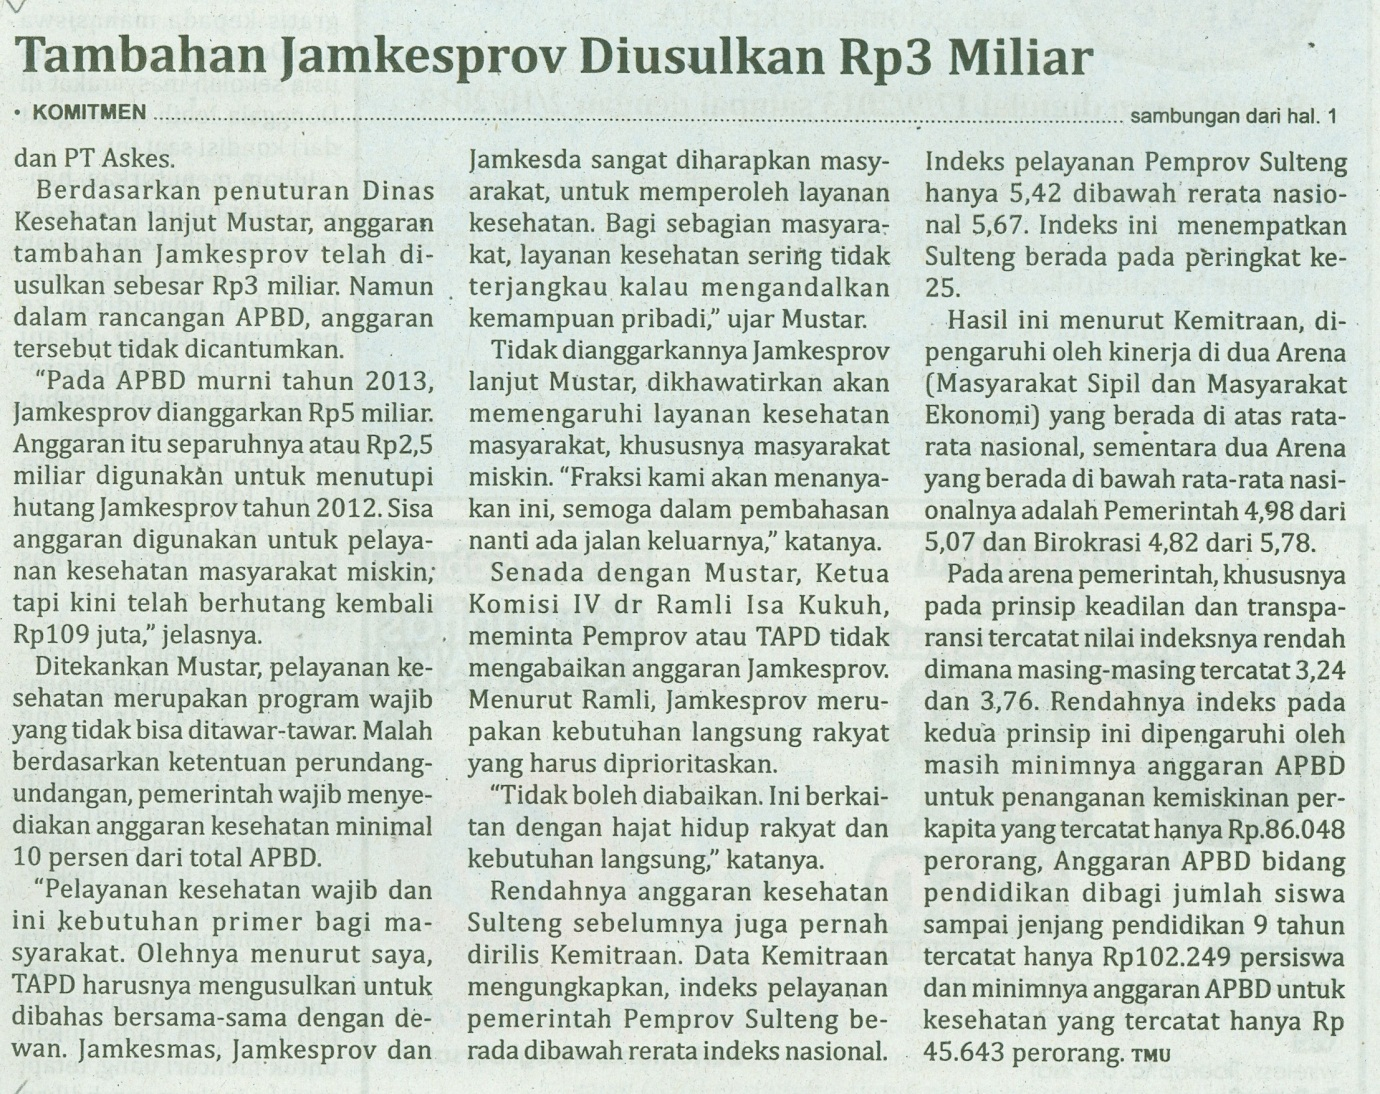 Tambahan Jamkesprov Diusulkan Rp3 Miliar
• KOMITMEN ........ sambungan dari hal. 1
dan PT Askes.
Berdasarkan penuturan Dinas
Kesehatan lanjut Mustar, anggaran
tambahan Jamkesprov telah di-
usulkan sebesar Rp3 miliar. Namun
dalam rancangan APBD, anggaran
tersebut tidak dicantumkan.
“Pada APBD murni tahun 2013,
Jamkesprov dianggarkan Rp5 miliar.
Anggaran itu separuhnya atau Rp2,5
miliar digunakan untuk menutupi
hutang Jamkesprov tahun 2012. Sisa
anggaran digunakan untuk pelaya-
nan kesehatan masyarakat miskin,
tapi kini telah berhutang kembali
Rp109 juta,” jelasnya.
Ditekankan Mustar, pelayanan ke-
sehatan merupakan program wajib
yang tidak bisa ditawar-tawar. Malah
berdasarkan ketentuan perundang-
undangan, pemerintah wajib menye-
diakan anggaran kesehatan minimal
10 persen dari total APBD.
“Pelayanan kesehatan wajib dan
ini kebutuhan primer bagi ma-
syarakat. Olehnya menurut saya,
TAPD harusnya mengusulkan untuk
dibahas bersama-sama dengan de-
wan. Jamkesmas, Jamkesprov dan
Jamkesda sangat diharapkan masy-
arakat, untuk memperoleh layanan
kesehatan. Bagi sebagian masyara-
kat, layanan kesehatan sering tidak
terjangkau kalau mengandalkan
kemampuan pribadi,” ujar Mustar.
Tidak dianggarkannya Jamkesprov
lanjut Mustar, dikhawatirkan akan
memengaruhi layanan kesehatan
masyarakat, khususnya masyarakat
miskin. “Fraksi kami akan menanya-
kan ini, semoga dalam pembahasan
nanti ada jalan keluarnya,” katanya.
Senada dengan Mustar, Ketua
Komisi IV dr Ramli Isa Kukuh,
meminta Pemprov atau TAPD tidak
mengabaikan anggaran Jamkesprov.
Menurut Ramli, Jamkesprov meru-
pakan kebutuhan langsung rakyat
yang harus diprioritaskan.
“Tidak boleh diabaikan. Ini berkai-
tan dengan hajat hidup rakyat dan
kebutuhan langsung,” katanya.
Rendahnya anggaran kesehatan
Sulteng sebelumnya juga pernah
dirilis Kemitraan. Data Kemitraan
mengungkapkan, indeks pelayanan
pemerintah Pemprov Sulteng be-
rada dibawah rerata indeks nasional.
Indeks pelayanan Pemprov Sulteng
hanya 5,42 dibawah rerata nasio-
nal 5,67. Indeks ini menempatkan
Sulteng berada pada peringkat ke-
25.
Hasil ini menurut Kemitraan, di-
pengaruhi oleh kinerja di dua Arena
(Masyarakat Sipil dan Masyarakat
Ekonomi) yang berada di atas rata-
rata nasional, sementara dua Arena
yang berada di bawah rata-rata nasi-
onalnya adalah Pemerintah 4,98 dari
5,07 dan Birokrasi 4,82 dari 5,78.
Pada arena pemerintah, khususnya
pada prinsip keadilan dan transpa-
ransi tercatat nilai indeksnya rendah
dimana masing-masing tercatat 3,24
dan 3,76. Rendahnya indeks pada
kedua prinsip ini dipengaruhi oleh
masih minimnya anggaran APBD
untuk penanganan kemiskinan per-
kapita yang tercatat hanya Rp.86.048
perorang, Anggaran APBD bidang
pendidikan dibagi jumlah siswa
sampai jenjang pendidikan 9 tahun
tercatat hanya Rp102.249 persiswa
dan minimnya anggaran APBD untuk
kesehatan yang tercatat hanya Rp
45.643 perorang. TMU